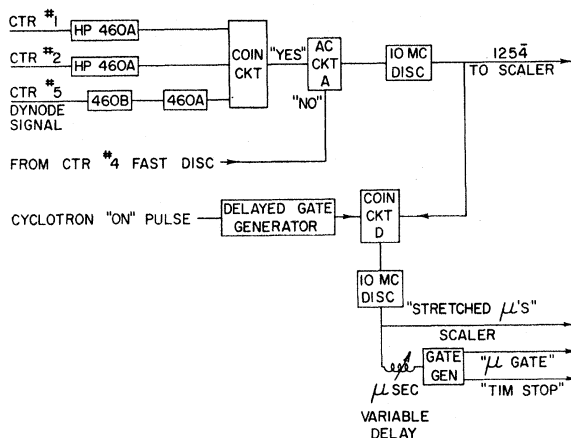 CTR #1
HP 460A
CTR #2
HP 460A
CTR #5
DYNODE
SIGNAL
460B
460A
COIN
CKT
"YES"
AC
CKT
A
"NO"
10 MC
DISC
1254̄
TO SCALER
FROM CTR #4 FAST DISC
CYCLOTRON "ON" PULSE
DELAYED GATE
GENERATOR
COIN
CKT
D
10 MC
DISC
"STRETCHED μ'S"
SCALER
μ SEC
VARIABLE
DELAY
GATE
GEN
"μ GATE"
"TIM STOP"